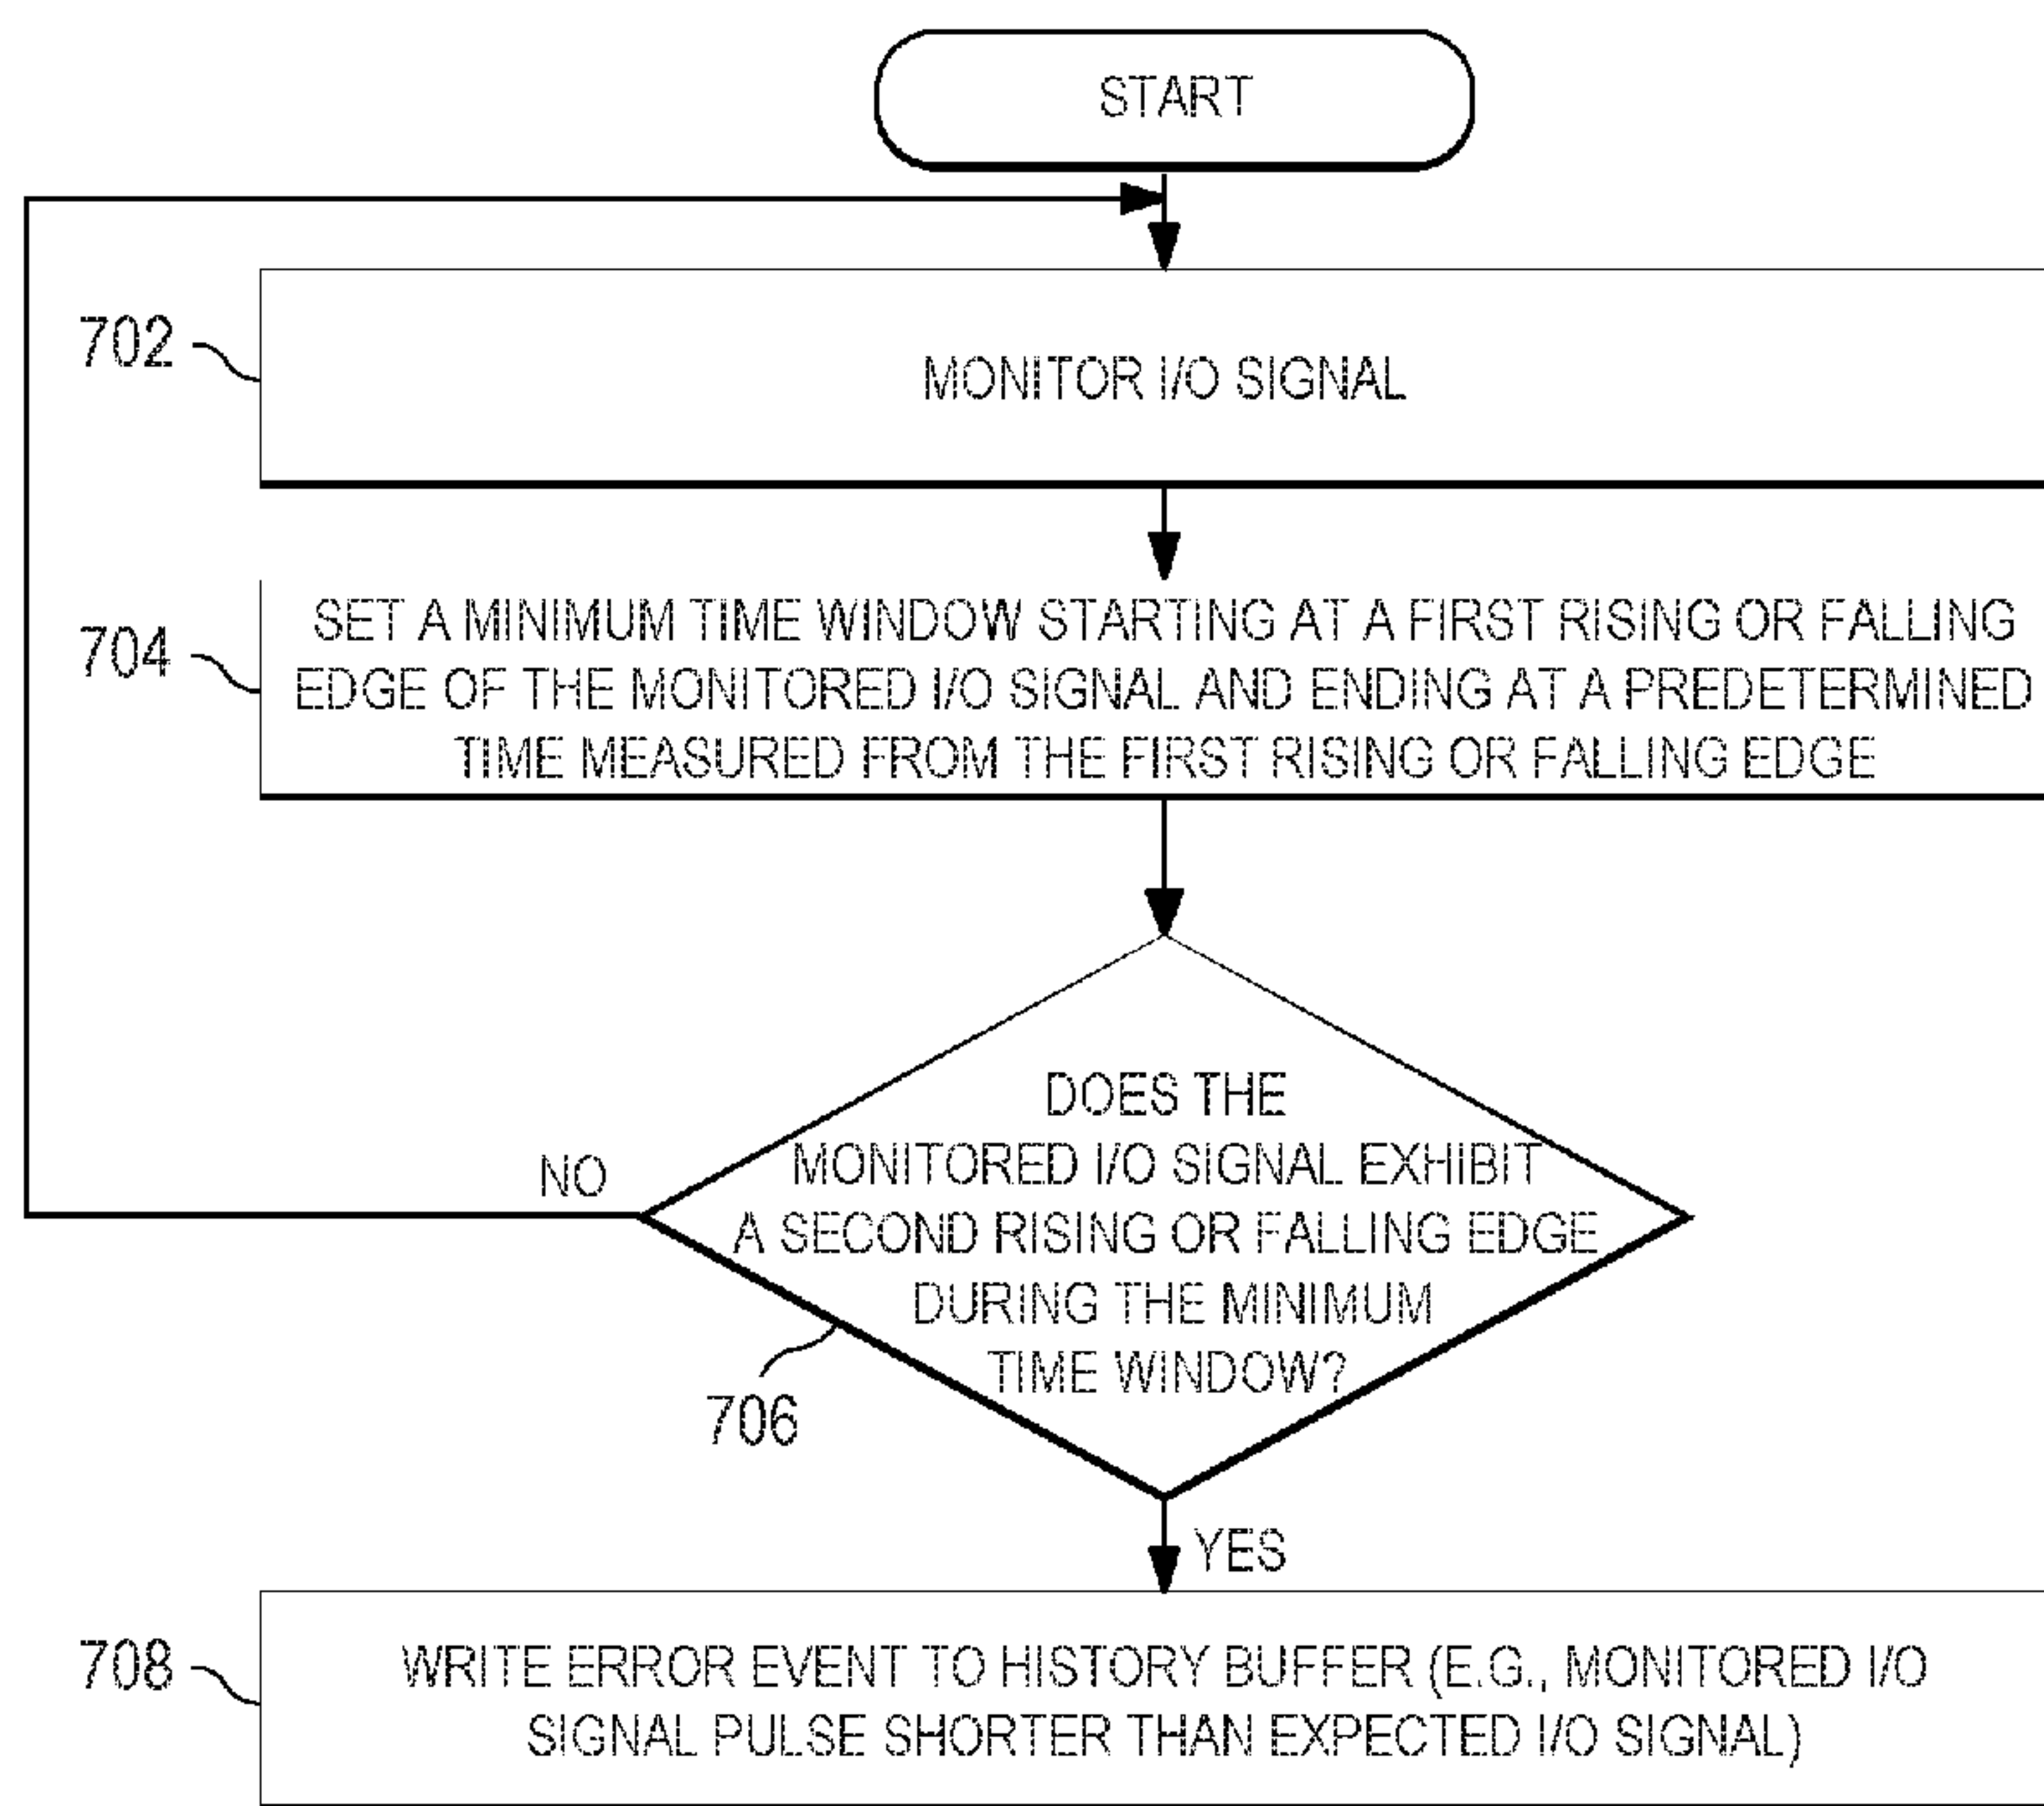 START
702
MONITOR I/O SIGNAL
704
SET A MINIMUM TIME WINDOW STARTING AT A FIRST RISING OR FALLING
EDGE OF THE MONITORED I/O SIGNAL AND ENDING AT A PREDETERMINED
TIME MEASURED FROM THE FIRST RISING OR FALLING EDGE
DOES THE
MONITORED I/O SIGNAL EXHIBIT
A SECOND RISING OR FALLING EDGE
DURING THE MINIMUM
TIME WINDOW?
NO
706
YES
708
WRITE ERROR EVENT TO HISTORY BUFFER (E.G., MONITORED I/O
SIGNAL PULSE SHORTER THAN EXPECTED I/O SIGNAL)